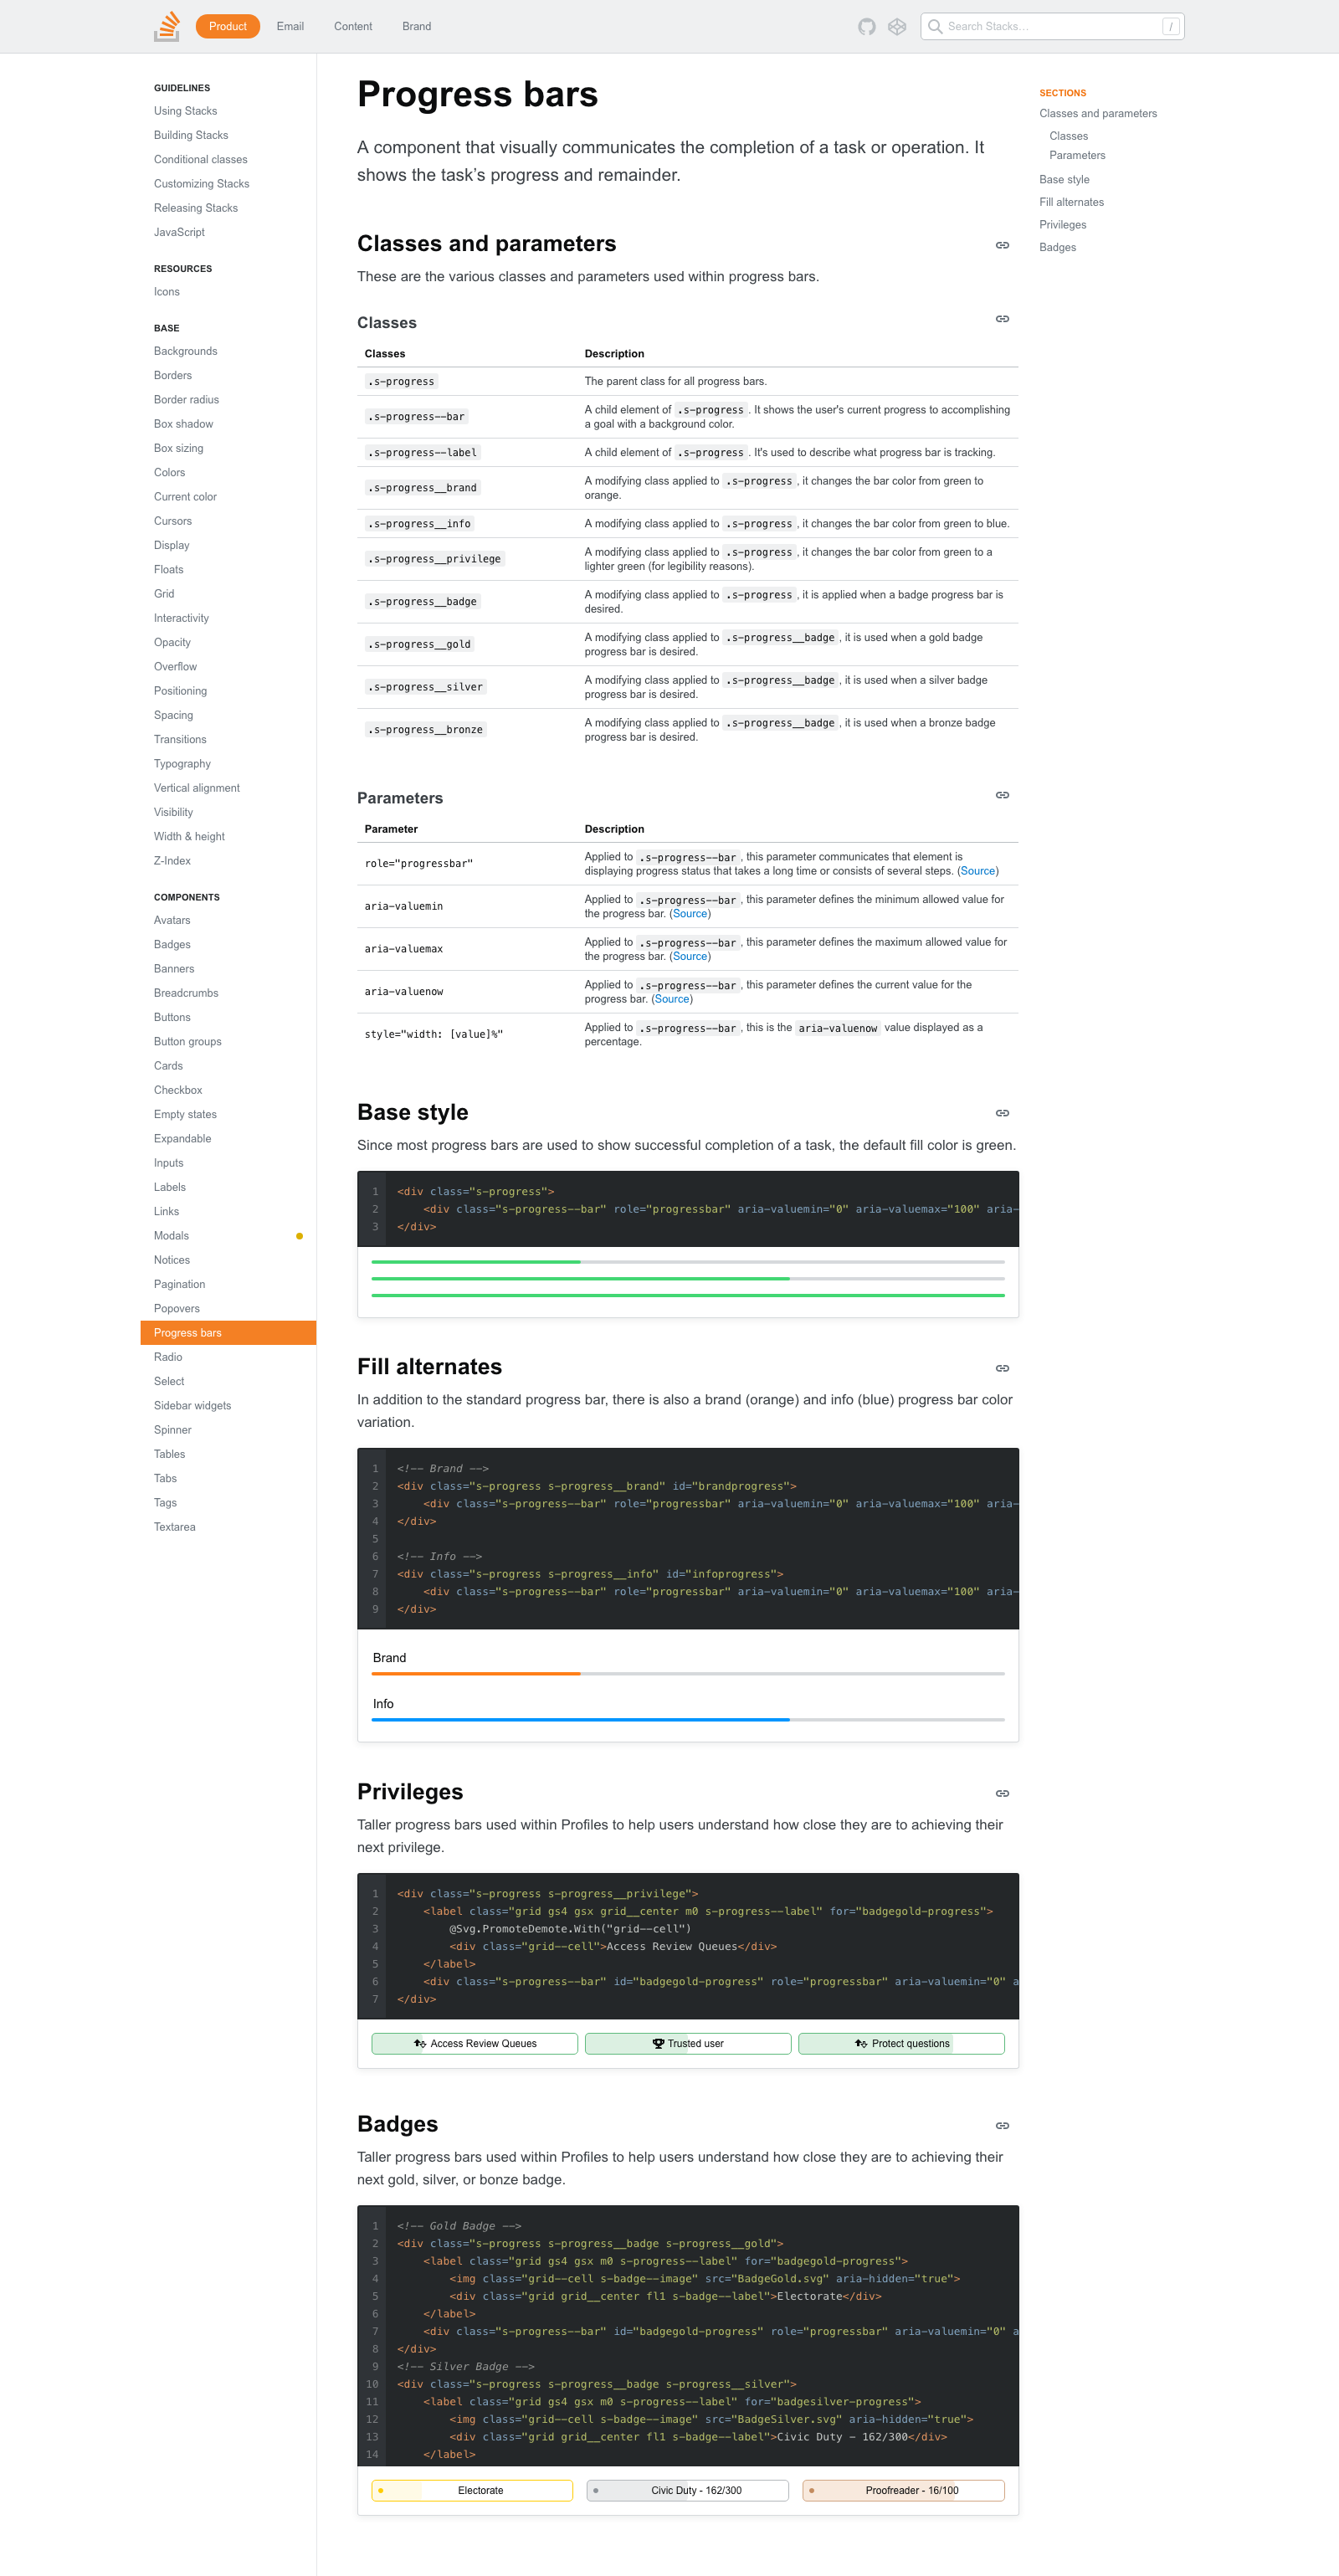 Product Email Content Brand Search Stacks... /
GUIDELINES
Using Stacks
Building Stacks
Conditional classes
Customizing Stacks
Releasing Stacks
JavaScript
RESOURCES
Icons
BASE
Backgrounds
Borders
Border radius
Box shadow
Box sizing
Colors
Current color
Cursors
Display
Floats
Grid
Interactivity
Opacity
Overflow
Positioning
Spacing
Transitions
Typography
Vertical alignment
Visibility
Width & height
Z-Index
COMPONENTS
Avatars
Badges
Banners
Breadcrumbs
Buttons
Button groups
Cards
Checkbox
Empty states
Expandable
Inputs
Labels
Links
Modals
Notices
Pagination
Popovers
Progress bars
Radio
Select
Sidebar widgets
Spinner
Tables
Tabs
Tags
Textarea
Progress bars
A component that visually communicates the completion of a task or operation. It
shows the task’s progress and remainder.
Classes and parameters
These are the various classes and parameters used within progress bars.
Classes
Classes Description
.s-progress The parent class for all progress bars.
.s-progress--bar A child element of .s-progress . It shows the user's current progress to accomplishing
a goal with a background color.
.s-progress--label A child element of .s-progress . It's used to describe what progress bar is tracking.
.s-progress__brand A modifying class applied to .s-progress , it changes the bar color from green to
orange.
.s-progress__info A modifying class applied to .s-progress , it changes the bar color from green to blue.
.s-progress__privilege A modifying class applied to .s-progress , it changes the bar color from green to a
lighter green (for legibility reasons).
.s-progress__badge A modifying class applied to .s-progress , it is applied when a badge progress bar is
desired.
.s-progress__gold A modifying class applied to .s-progress__badge , it is used when a gold badge
progress bar is desired.
.s-progress__silver A modifying class applied to .s-progress__badge , it is used when a silver badge
progress bar is desired.
.s-progress__bronze A modifying class applied to .s-progress__badge , it is used when a bronze badge
progress bar is desired.
Parameters
Parameter Description
role="progressbar" Applied to .s-progress--bar , this parameter communicates that element is
displaying progress status that takes a long time or consists of several steps. (Source)
aria-valuemin Applied to .s-progress--bar , this parameter defines the minimum allowed value for
the progress bar. (Source)
aria-valuemax Applied to .s-progress--bar , this parameter defines the maximum allowed value for
the progress bar. (Source)
aria-valuenow Applied to .s-progress--bar , this parameter defines the current value for the
progress bar. (Source)
style="width: [value]%" Applied to .s-progress--bar , this is the aria-valuenow value displayed as a
percentage.
Base style
Since most progress bars are used to show successful completion of a task, the default fill color is green.
1 <div class="s-progress">
2 <div class="s-progress--bar" role="progressbar" aria-valuemin="0" aria-valuemax="100" aria-
3 </div>
Fill alternates
In addition to the standard progress bar, there is also a brand (orange) and info (blue) progress bar color
variation.
1 <!-- Brand -->
2 <div class="s-progress s-progress__brand" id="brandprogress">
3 <div class="s-progress--bar" role="progressbar" aria-valuemin="0" aria-valuemax="100" aria-
4 </div>
5
6 <!-- Info -->
7 <div class="s-progress s-progress__info" id="infoprogress">
8 <div class="s-progress--bar" role="progressbar" aria-valuemin="0" aria-valuemax="100" aria-
9 </div>
Brand
Info
Privileges
Taller progress bars used within Profiles to help users understand how close they are to achieving their
next privilege.
1 <div class="s-progress s-progress__privilege">
2 <label class="grid gs4 gsx grid__center m0 s-progress--label" for="badgegold-progress">
3 @Svg.PromoteDemote.With("grid--cell")
4 <div class="grid--cell">Access Review Queues</div>
5 </label>
6 <div class="s-progress--bar" id="badgegold-progress" role="progressbar" aria-valuemin="0" a
7 </div>
Access Review Queues Trusted user Protect questions
Badges
Taller progress bars used within Profiles to help users understand how close they are to achieving their
next gold, silver, or bonze badge.
1 <!-- Gold Badge -->
2 <div class="s-progress s-progress__badge s-progress__gold">
3 <label class="grid gs4 gsx m0 s-progress--label" for="badgegold-progress">
4 <img class="grid--cell s-badge--image" src="BadgeGold.svg" aria-hidden="true">
5 <div class="grid grid__center fl1 s-badge--label">Electorate</div>
6 </label>
7 <div class="s-progress--bar" id="badgegold-progress" role="progressbar" aria-valuemin="0" a
8 </div>
9 <!-- Silver Badge -->
10 <div class="s-progress s-progress__badge s-progress__silver">
11 <label class="grid gs4 gsx m0 s-progress--label" for="badgesilver-progress">
12 <img class="grid--cell s-badge--image" src="BadgeSilver.svg" aria-hidden="true">
13 <div class="grid grid__center fl1 s-badge--label">Civic Duty - 162/300</div>
14 </label>
Electorate Civic Duty - 162/300 Proofreader - 16/100
SECTIONS
Classes and parameters
Classes
Parameters
Base style
Fill alternates
Privileges
Badges